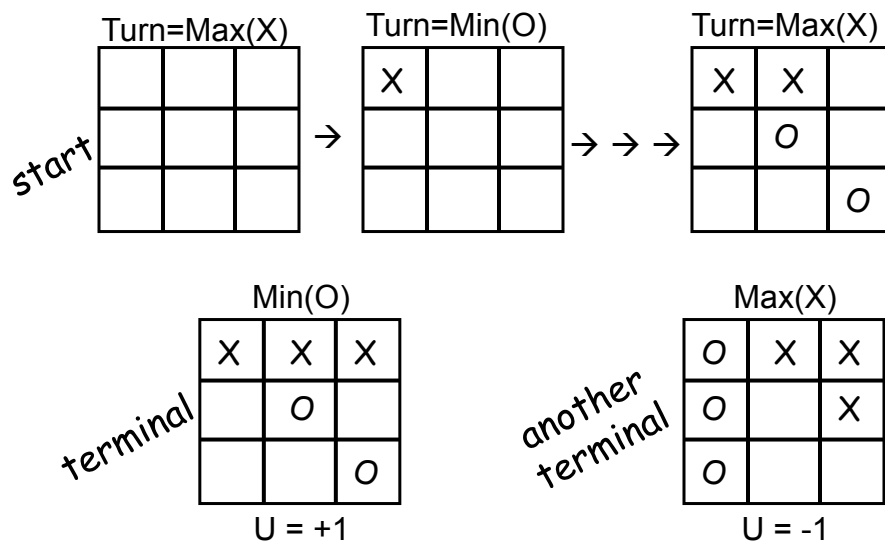 Turn=Max(X) Turn=Min(O) Turn=Max(X)
X X X
start → → → → O
O
Min(O) Max(X)
X X X O X X
terminal O another terminal O X
O O
U = +1 U = -1